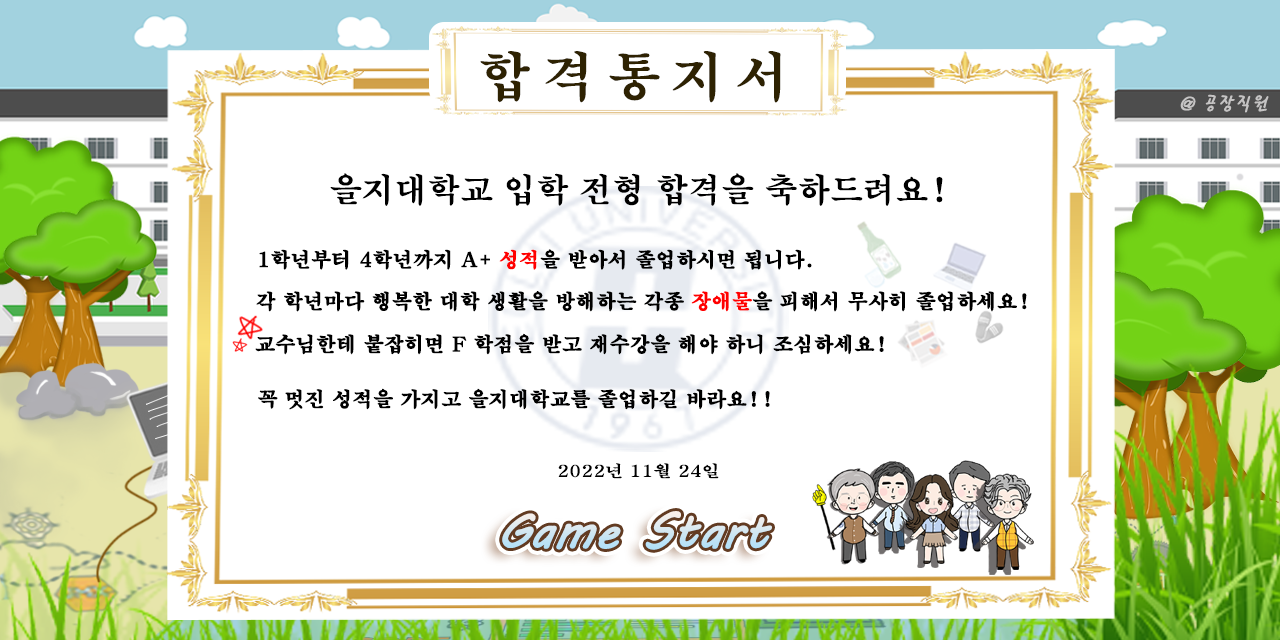 합격통지서
@ 공장직원
을지대학교 입학 전형 합격을 축하드려요!
1학년부터 4학년까지 A+ 성적을 받아서 졸업하시면 됩니다.
각 학년마다 행복한 대학 생활을 방해하는 각종 장애물을 피해서 무사히 졸업하세요!
교수님한테 붙잡히면 F 학점을 받고 재수강을 해야 하니 조심하세요!
꼭 멋진 성적을 가지고 을지대학교를 졸업하길 바라요!!
EULJI UNIVERSITY
1967
2022년 11월 24일
Game Start